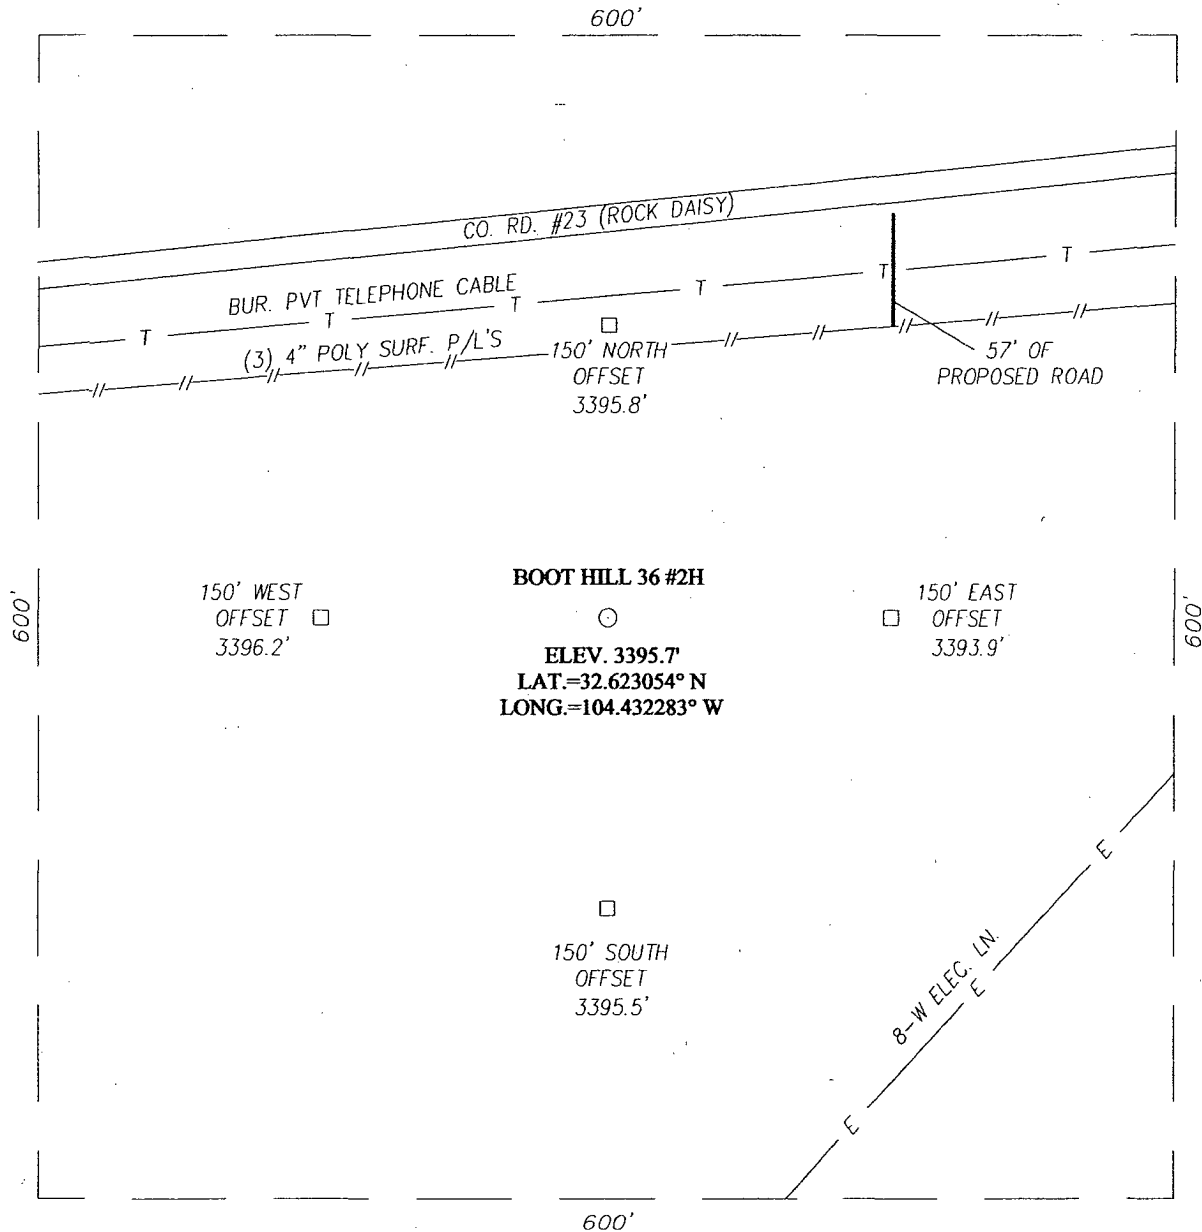 600'
CO. RD. #23 (ROCK DAISY)
BUR. PVT TELEPHONE CABLE
T
T
T
T
T
T
(3) 4" POLY SURF. P/L'S
150' NORTH
OFFSET
3395.8'
57' OF
PROPOSED ROAD
600'
150' WEST
OFFSET
3396.2'
BOOT HILL 36 #2H
ELEV. 3395.7'
LAT.=32.623054° N
LONG.=104.432283° W
150' EAST
OFFSET
3393.9'
600'
150' SOUTH
OFFSET
3395.5'
8-W ELEC. LN.
E
E
E
600'